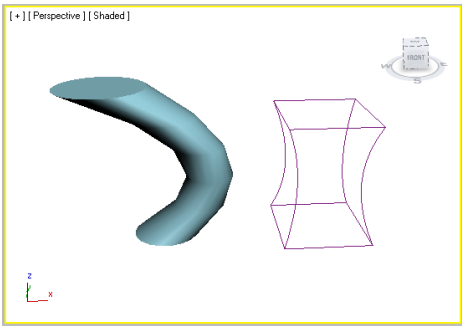 [ + ] [ Perspective ] [ Shaded ]
FRONT
W
S
E
z
y
x